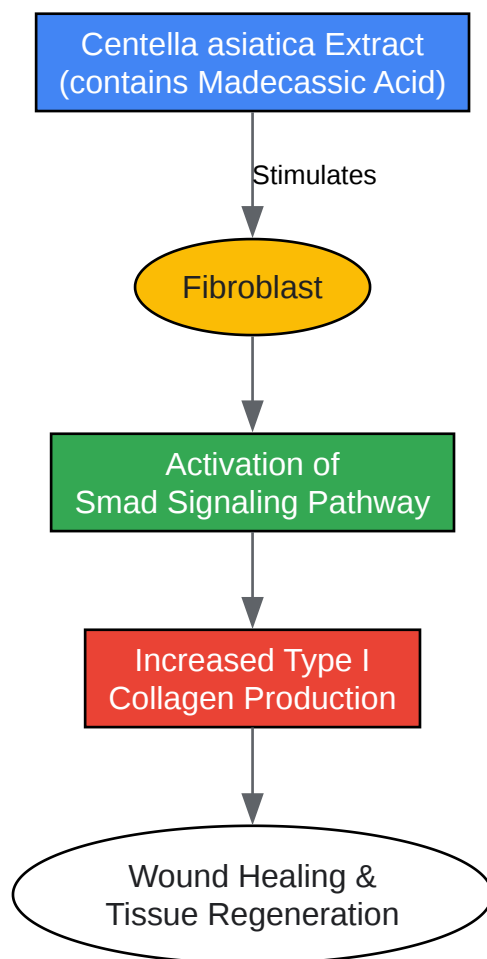 Centella asiatica Extract
(contains Madecassic Acid)
Stimulates
Fibroblast
Activation of
Smad Signaling Pathway
Increased Type I
Collagen Production
Wound Healing &
Tissue Regeneration